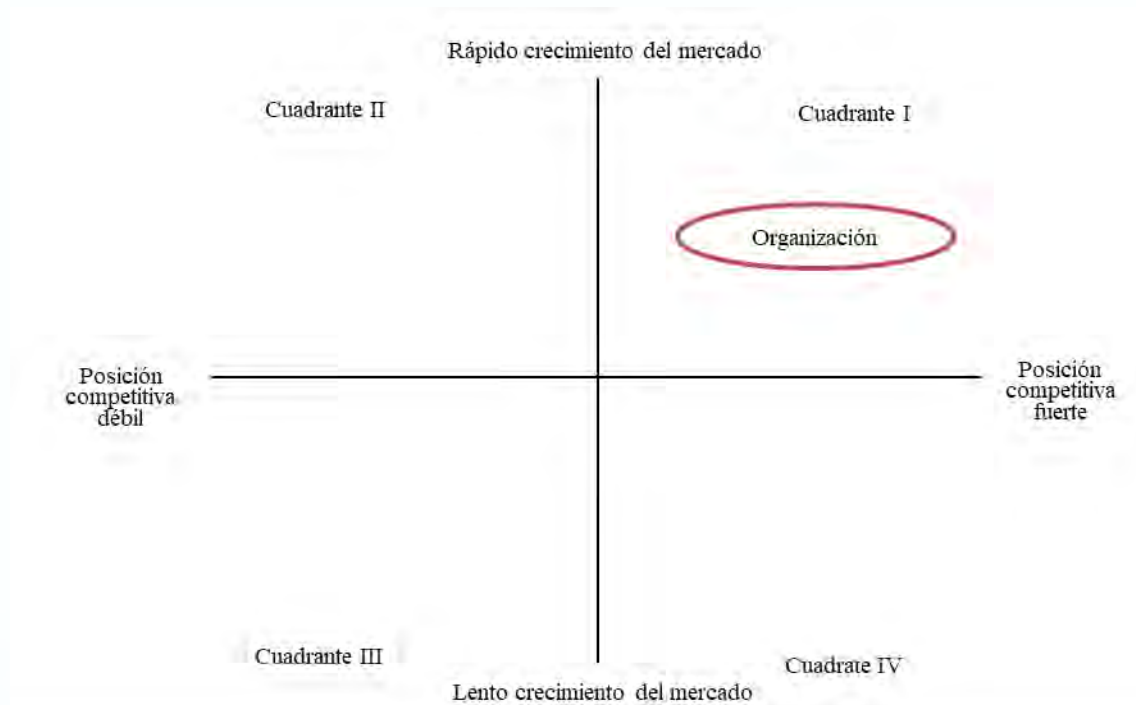 Rápido crecimiento del mercado
Cuadrante II
Cuadrante I
Organización
Posición
competitiva
débil
Posición
competitiva
fuerte
Cuadrante III
Cuadrate IV
Lento crecimiento del mercado